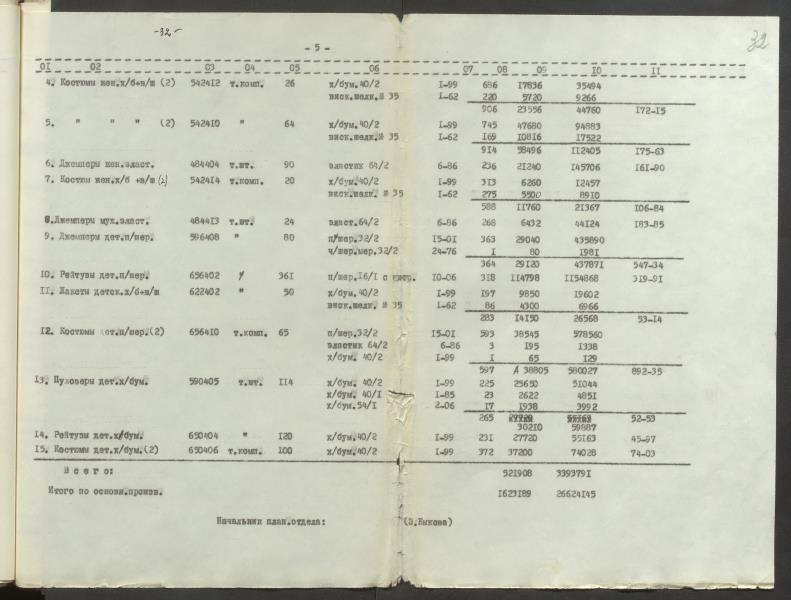 -32-
32
- 5 -
01 02 03 04 05 06 07 08 09 10 11
4. Костюмы жен.х/б+в/ш (2) 542412 т.комп. 26 х/бум.40/2 1-99 686 17836 35494
виск.шелк.№ 35 1-62 220 5720 9266
906 23556 44760 172-15
5. " " " (2) 542410 " 64 х/бум.40/2 1-99 745 47680 94883
виск.шелк.№ 35 1-62 169 10816 17522
914 58496 112405 175-63
6. Джемперы жен.эласт. 484404 т.шт. 90 эластик 64/2 6-86 236 21240 145706 161-90
7. Костюм жен.х/б +в/ш (2) 542414 т.комп. 20 х/бум.40/2 1-99 313 6260 12457
виск.шелк. № 35 1-62 275 5500 8910
588 11760 21367 106-84
8.Джемперы муж.эласт. 484413 т.шт. 24 эласт.64/2 6-86 268 6432 44124 183-85
9. Джемперы дет.п/шер. 596408 " 80 п/шер.32/2 15-01 363 29040 435890
ч/шер.мер.32/2 24-76 1 80 1981
364 29120 437871 547-34
10. Рейтузы дет.п/шер. 656402 " 361 п/шер.16/1 с 10-06 318 114798 1154868 319-91
11. Жакеты детск.х/б+в/ш 622402 " 50 х/бум.40/2 1-99 197 9850 19602
виск.шелк. № 35 1-62 86 4300 6966
283 14150 26568 53-14
12. Костюмы дет.п/шер.(2) 656410 т.комп. 65 п/шер.32/2 15-01 593 38545 578560
эластик 64/2 6-86 3 195 1338
х/бум. 40/2 1-99 1 65 129
597 38805 580027 892-35
13. Пуловеры дет.х/бум. 590405 т.шт. 114 х/бум. 40/2 1-99 225 25650 51044
х/бум. 40/1 1-85 23 2622 4851
х/бум.54/1 2-06 17 1938 3992
265 52-53
30210 59887
14. Рейтузы дет.х/бум. 650404 " 120 х/бум.40/2 1-99 231 27720 55163 45-97
15. Костюмы дет.х/бум.(2) 650406 т.комп. 100 х/бум.40/2 1-99 372 37200 74028 74-03
В с е г о: 521908 3393791
Итого по основн.произв. 1623189 26624145
Начальник план.отдела: (Э.Быкова)